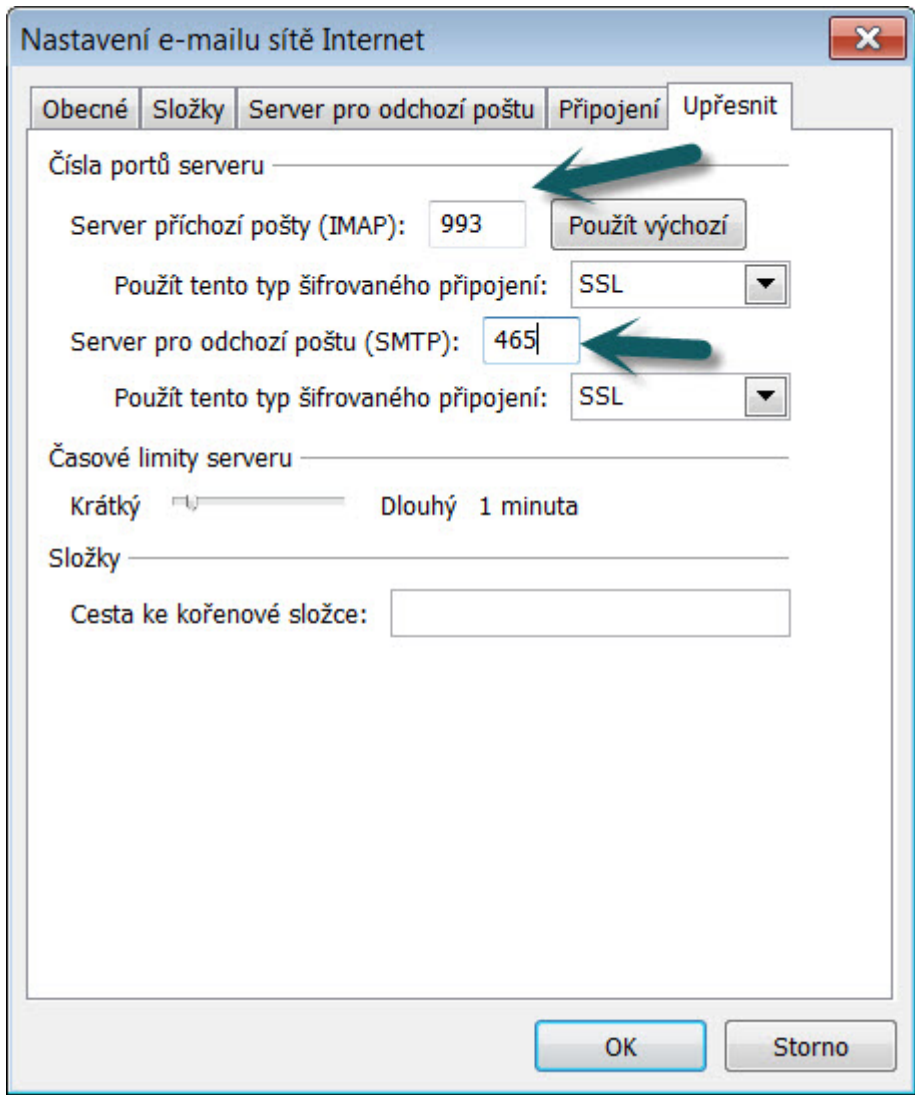 Nastavení e-mailu sítě Internet
Obecné Složky Server pro odchozí poštu Připojení Upřesnit
Čísla portů serveru
Server příchozí pošty (IMAP): 993 Použít výchozí
Použít tento typ šifrovaného připojení: SSL
Server pro odchozí poštu (SMTP): 465
Použít tento typ šifrovaného připojení: SSL
Časové limity serveru
Krátký Dlouhý 1 minuta
Složky
Cesta ke kořenové složce:
OK Storno